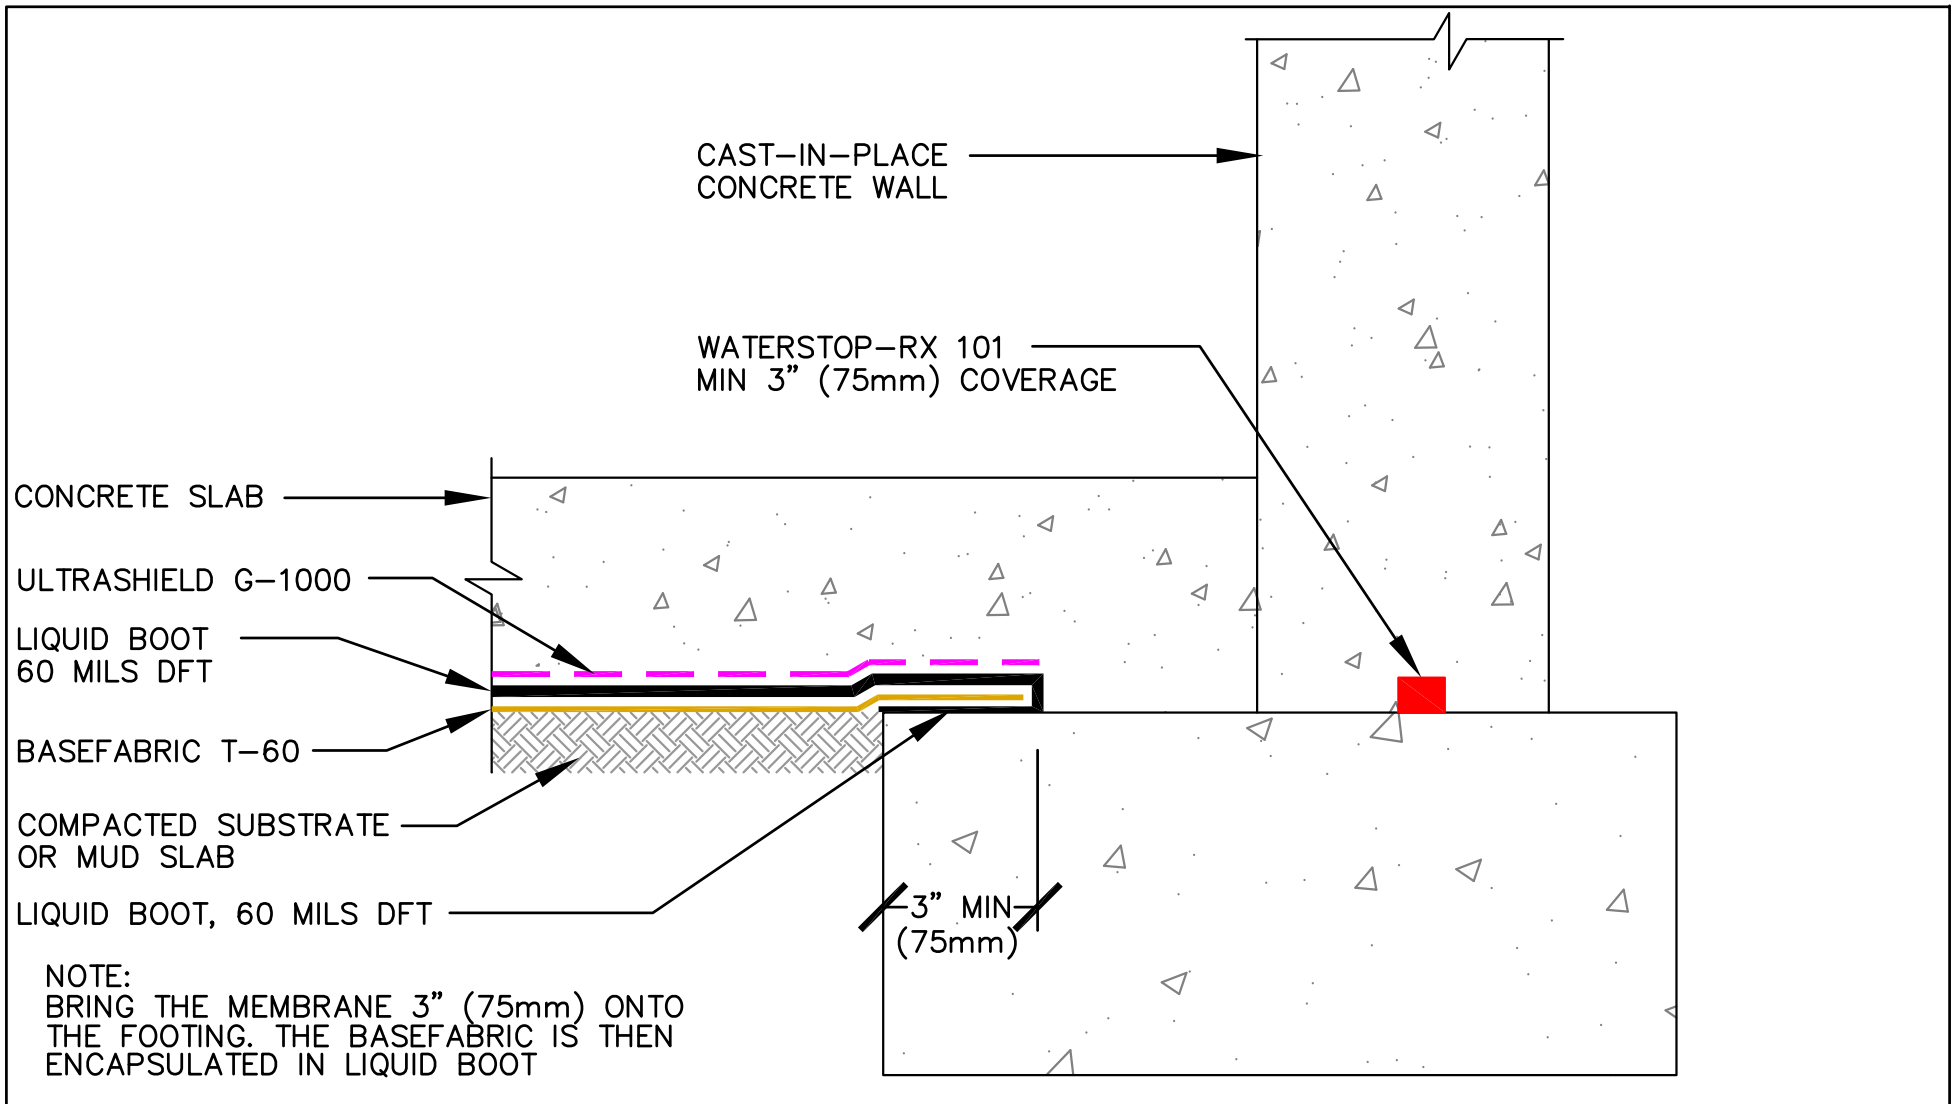 CAST-IN-PLACE
CONCRETE WALL
WATERSTOP-RX 101
MIN 3" (75mm) COVERAGE
CONCRETE SLAB
ULTRASHIELD G-1000
LIQUID BOOT
60 MILS DFT
BASEFABRIC T-60
COMPACTED SUBSTRATE
OR MUD SLAB
LIQUID BOOT, 60 MILS DFT
3" MIN
(75mm)
NOTE:
BRING THE MEMBRANE 3" (75mm) ONTO
THE FOOTING. THE BASEFABRIC IS THEN
ENCAPSULATED IN LIQUID BOOT